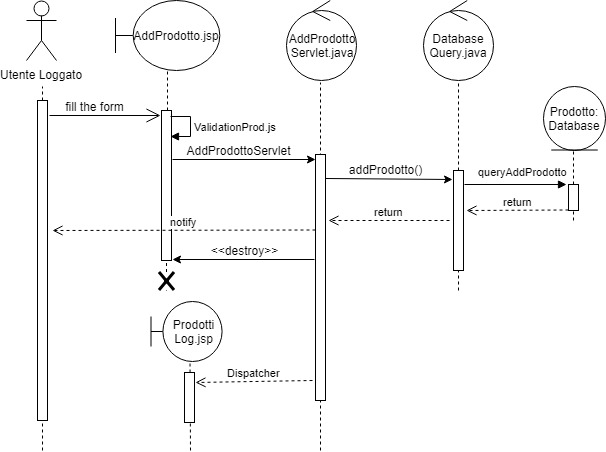 Utente Loggato
AddProdotto.jsp
AddProdotto
Servlet.java
Database
Query.java
Prodotto:
Database
fill the form
ValidationProd.js
AddProdottoServlet
addProdotto()
queryAddProdotto
return
return
notify
<<destroy>>
Prodotti
Log.jsp
Dispatcher